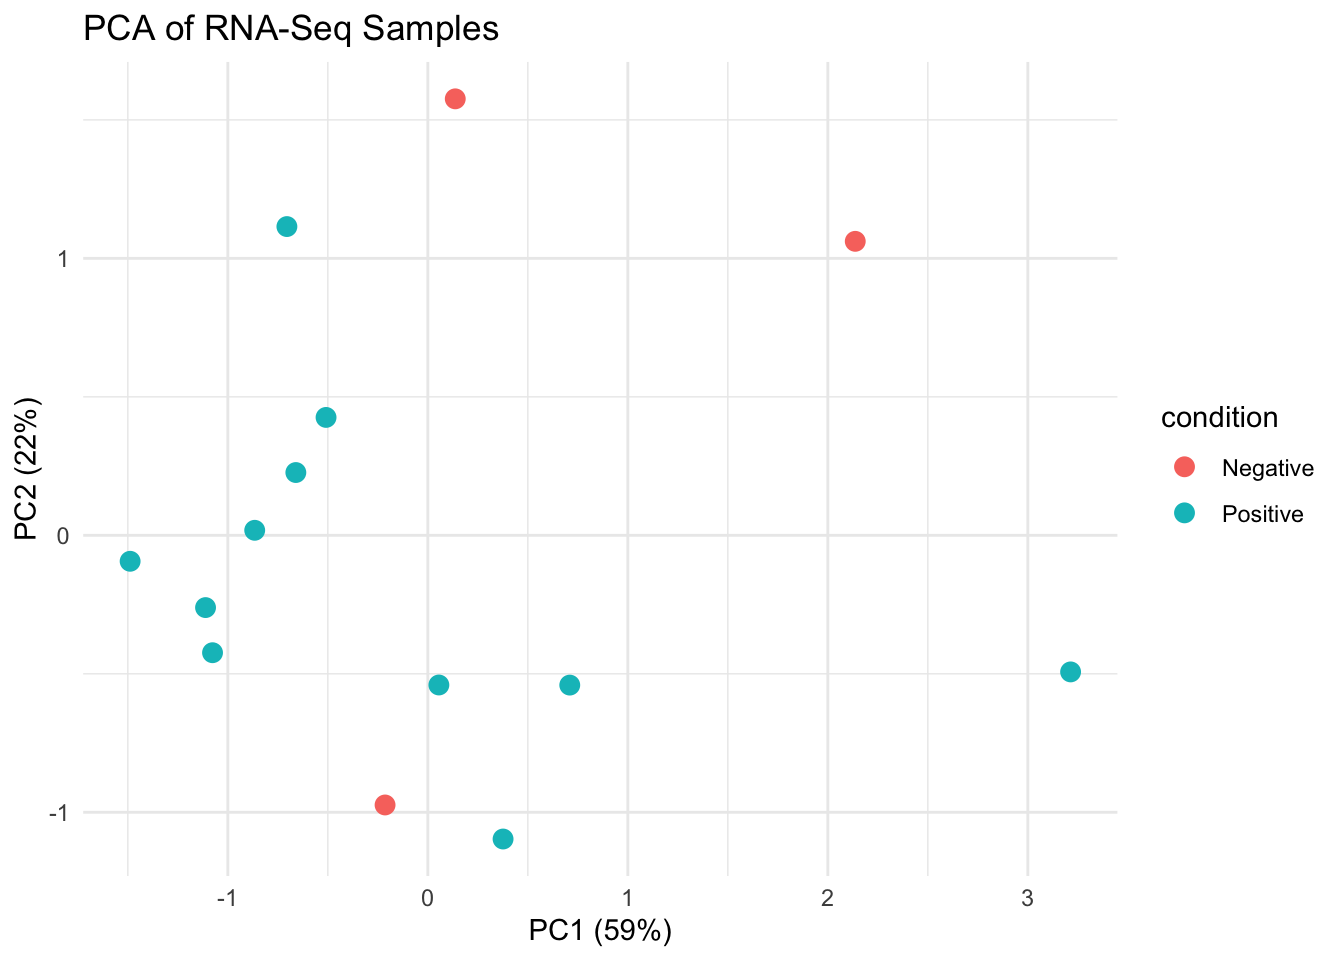 PCA of RNA-Seq Samples
1
0
-1
PC2 (22%)
-1
0
1
2
3
PC1 (59%)
condition
Negative
Positive